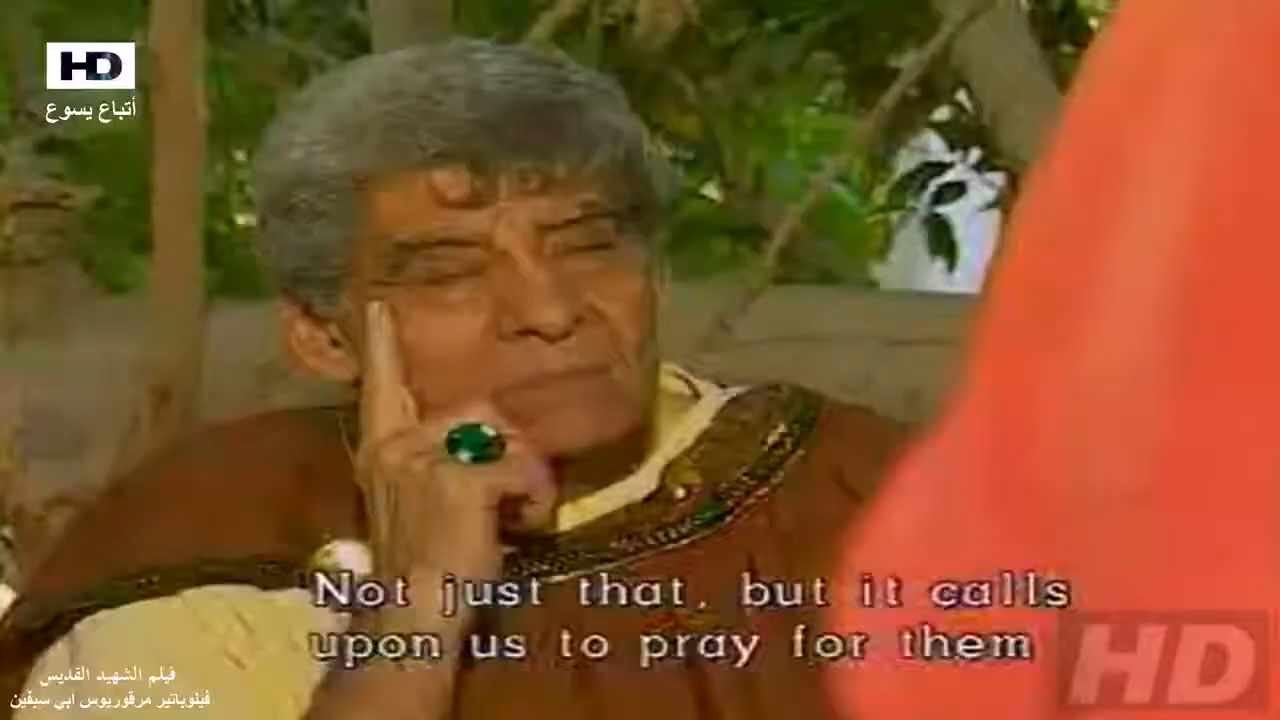 HD
أتباع يسوع
Not just that, but it calls
upon us to pray for them
فيلم الشهيد القديس
فيلوباتير مرقوريوس ابي سيفين
HD